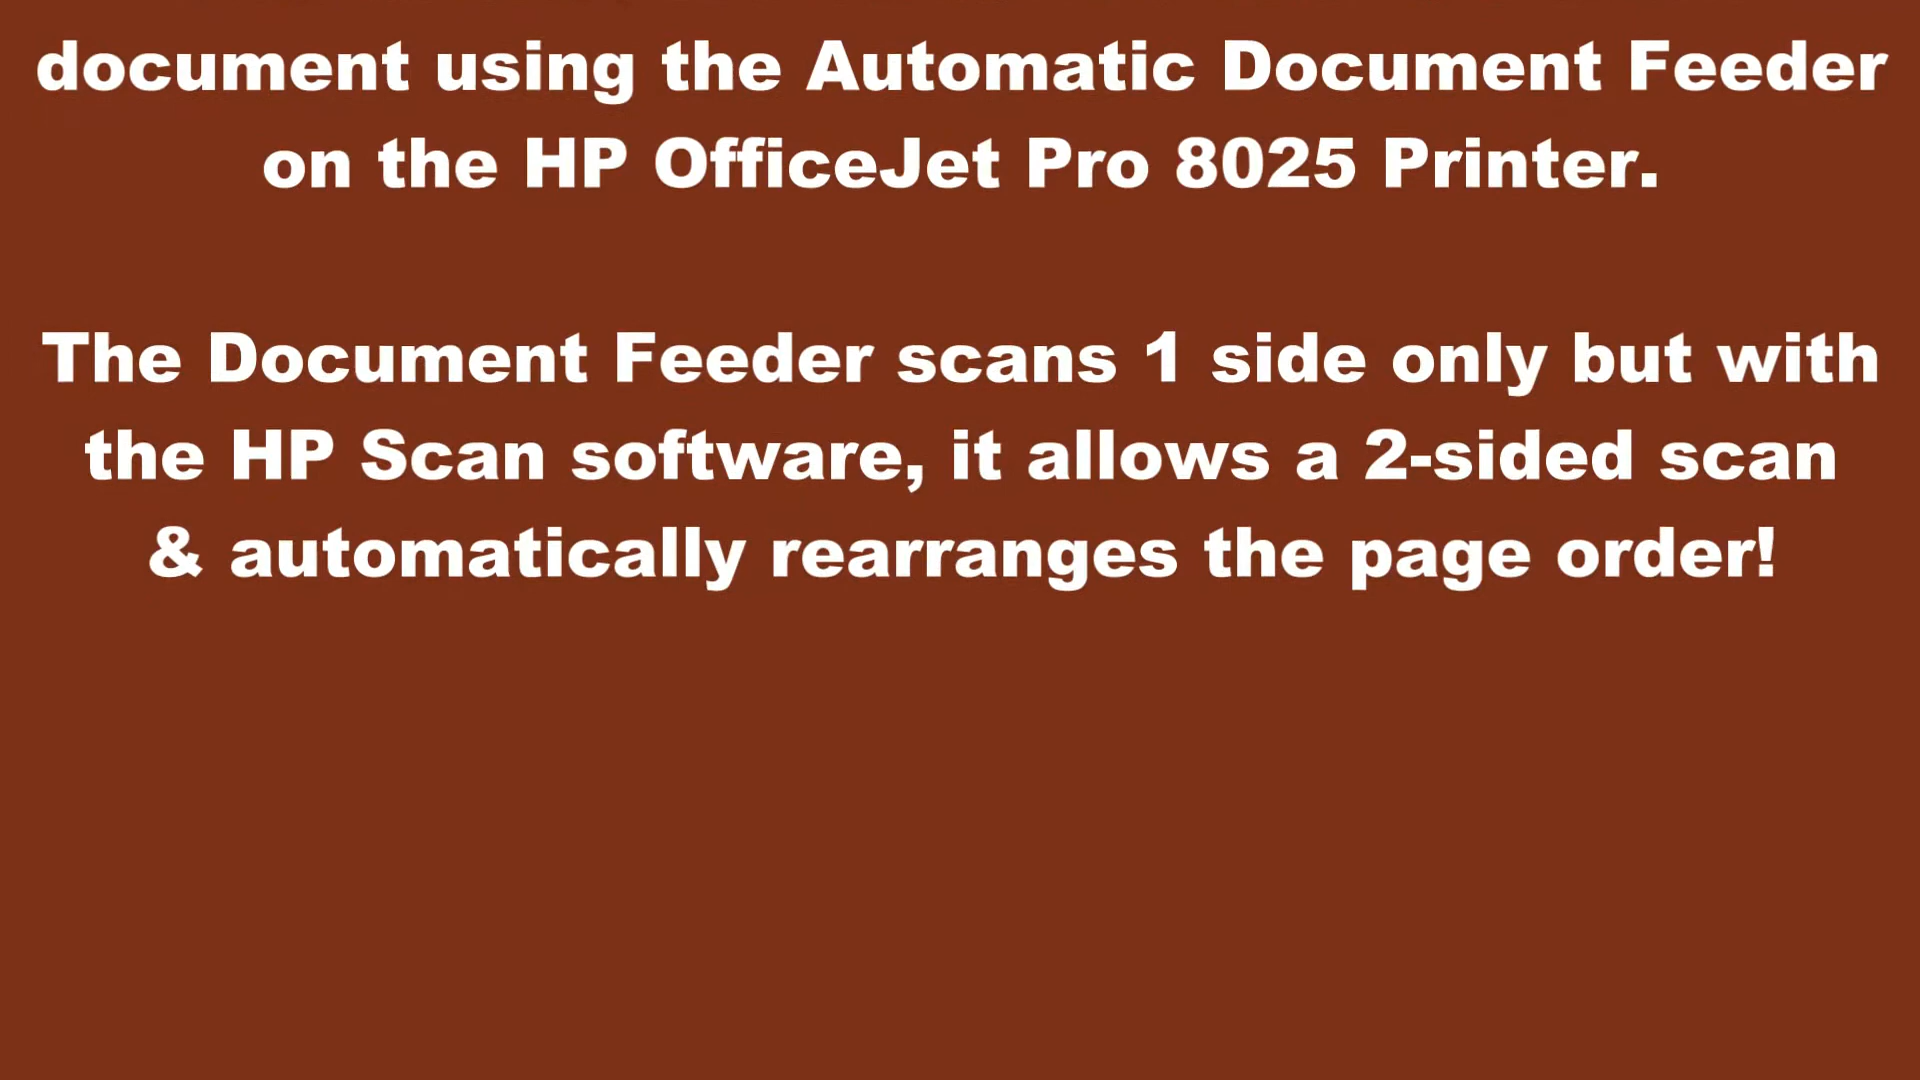 document using the Automatic Document Feeder
on the HP OfficeJet Pro 8025 Printer.
The Document Feeder scans 1 side only but with
the HP Scan software, it allows a 2-sided scan
& automatically rearranges the page order!